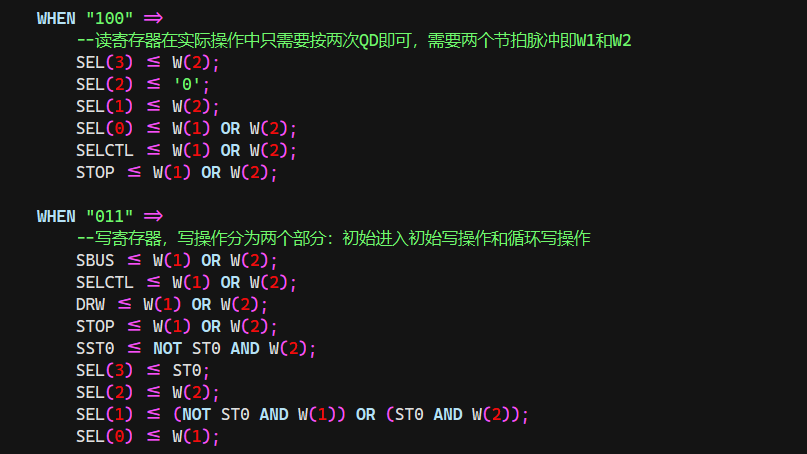 WHEN "100" =>
--读寄存器在实际操作中只需要按两次QD即可，需要两个节拍脉冲即W1和W2
SEL(3) <= W(2);
SEL(2) <= '0';
SEL(1) <= W(2);
SEL(0) <= W(1) OR W(2);
SELCTL <= W(1) OR W(2);
STOP <= W(1) OR W(2);
WHEN "011" =>
--写寄存器，写操作分为两个部分：初始进入初始写操作和循环写操作
SBUS <= W(1) OR W(2);
SELCTL <= W(1) OR W(2);
DRW <= W(1) OR W(2);
STOP <= W(1) OR W(2);
SST0 <= NOT ST0 AND W(2);
SEL(3) <= ST0;
SEL(2) <= W(2);
SEL(1) <= (NOT ST0 AND W(1)) OR (ST0 AND W(2));
SEL(0) <= W(1);